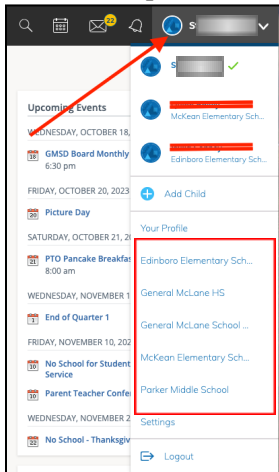 22
S
S
Upcoming Events
McKean Elementary Sch...
WEDNESDAY, OCTOBER 18,
18 GMSD Board Monthly
6:30 pm
Edinboro Elementary Sch...
FRIDAY, OCTOBER 20, 2023
20 Picture Day
Add Child
SATURDAY, OCTOBER 21, 20
Your Profile
21 PTO Pancake Breakfas
8:00 am
Edinboro Elementary Sch...
WEDNESDAY, NOVEMBER 1
General McLane HS
1 End of Quarter 1
General McLane School ...
FRIDAY, NOVEMBER 10, 202
McKean Elementary Sch...
10 No School for Student
Service
10 Parent Teacher Confe
Parker Middle School
WEDNESDAY, NOVEMBER 2
Settings
22 No School - Thanksgiv
Logout